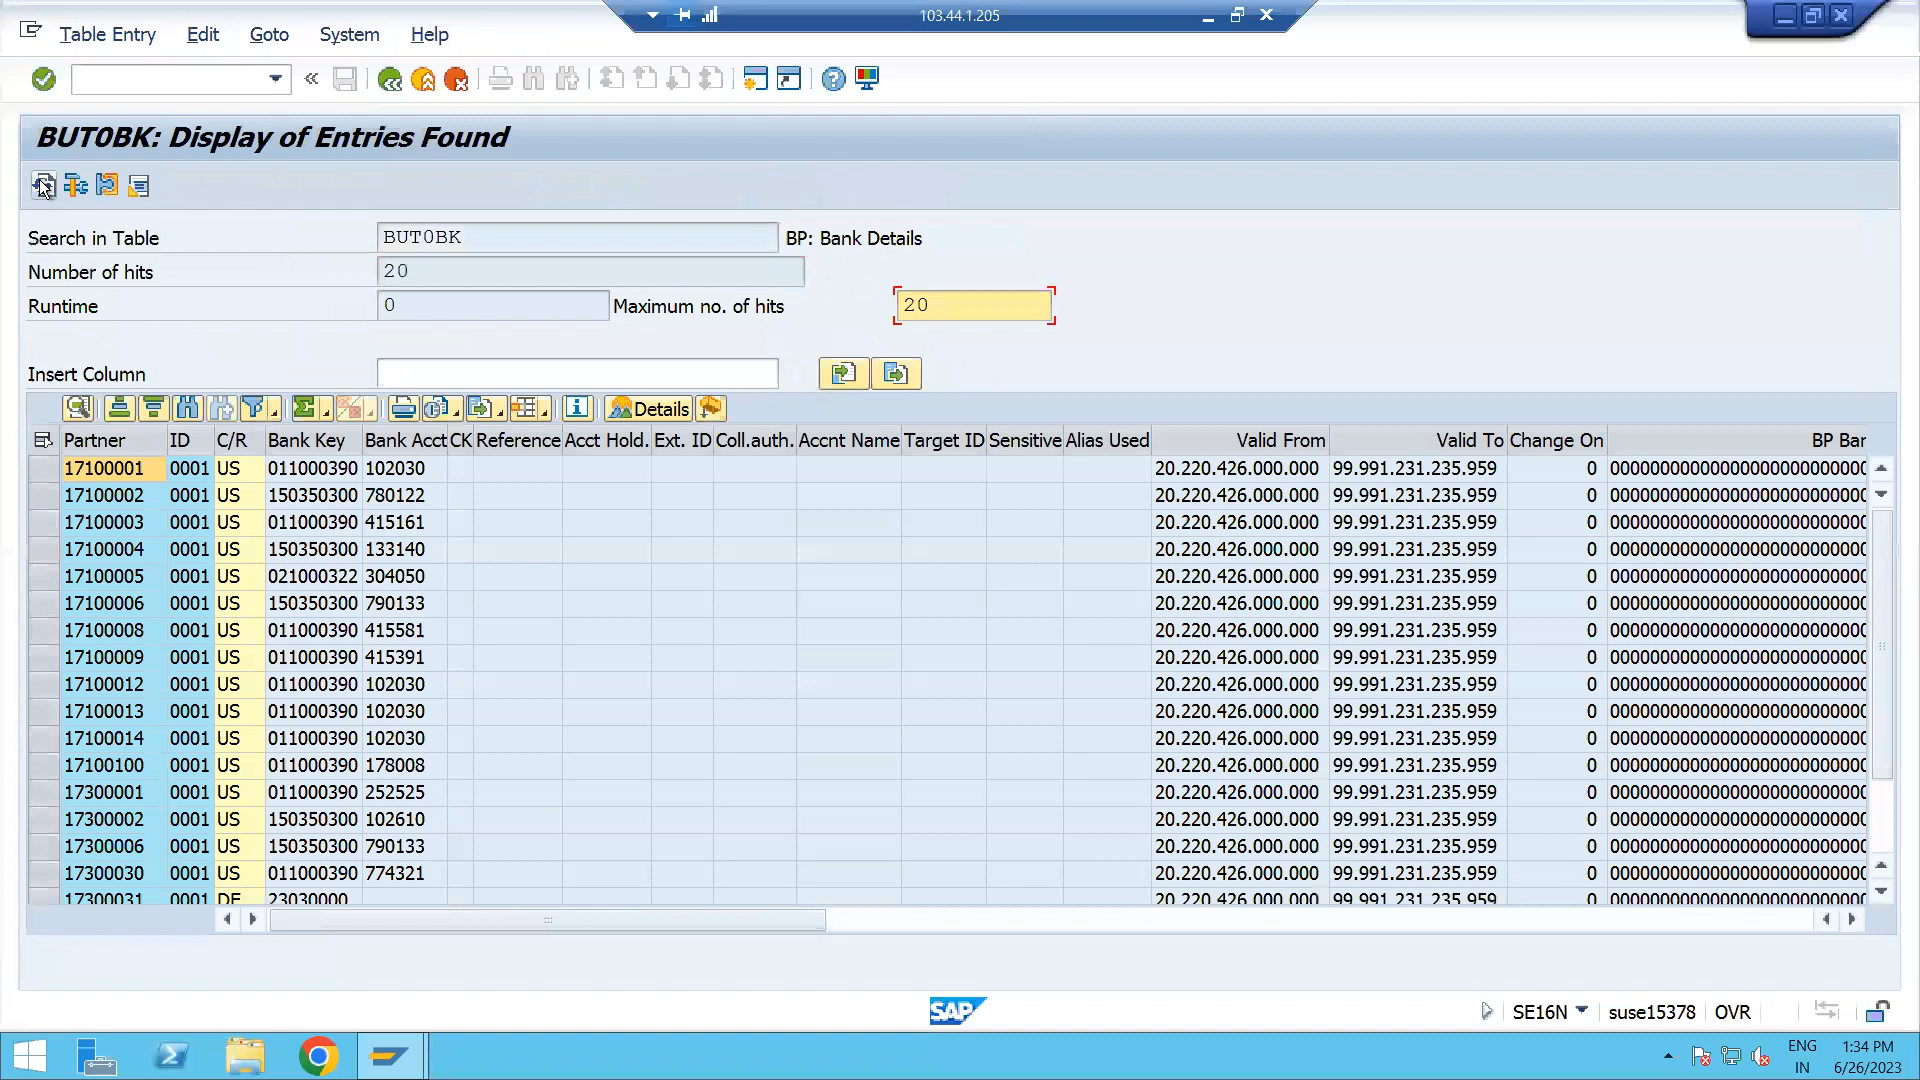 103.44.1.205
Table Entry Edit Goto System Help
BUT0BK: Display of Entries Found
Search in Table BUT0BK BP: Bank Details
Number of hits 20
Runtime 0 Maximum no. of hits 20
Insert Column
Details
Partner ID C/R Bank Key Bank Acct CK Reference Acct Hold. Ext. ID Coll.auth. Accnt Name Target ID Sensitive Alias Used Valid From Valid To Change On BP Bar
17100001 0001 US 011000390 102030 20.220.426.000.000 99.991.231.235.959 0
17100002 0001 US 150350300 780122 20.220.426.000.000 99.991.231.235.959 0
17100003 0001 US 011000390 415161 20.220.426.000.000 99.991.231.235.959 0
17100004 0001 US 150350300 133140 20.220.426.000.000 99.991.231.235.959 0
17100005 0001 US 021000322 304050 20.220.426.000.000 99.991.231.235.959 0
17100006 0001 US 150350300 790133 20.220.426.000.000 99.991.231.235.959 0
17100008 0001 US 011000390 415581 20.220.426.000.000 99.991.231.235.959 0
17100009 0001 US 011000390 415391 20.220.426.000.000 99.991.231.235.959 0
17100012 0001 US 011000390 102030 20.220.426.000.000 99.991.231.235.959 0
17100013 0001 US 011000390 102030 20.220.426.000.000 99.991.231.235.959 0
17100014 0001 US 011000390 102030 20.220.426.000.000 99.991.231.235.959 0
17100100 0001 US 011000390 178008 20.220.426.000.000 99.991.231.235.959 0
17300001 0001 US 011000390 252525 20.220.426.000.000 99.991.231.235.959 0
17300002 0001 US 150350300 102610 20.220.426.000.000 99.991.231.235.959 0
17300006 0001 US 150350300 790133 20.220.426.000.000 99.991.231.235.959 0
17300030 0001 US 011000390 774321 20.220.426.000.000 99.991.231.235.959 0
17300031 0001 DE 23030000 20.220.426.000.000 99.991.231.235.959 0
SAP SE16N suse15378 OVR
ENG 1:34 PM
IN 6/26/2023